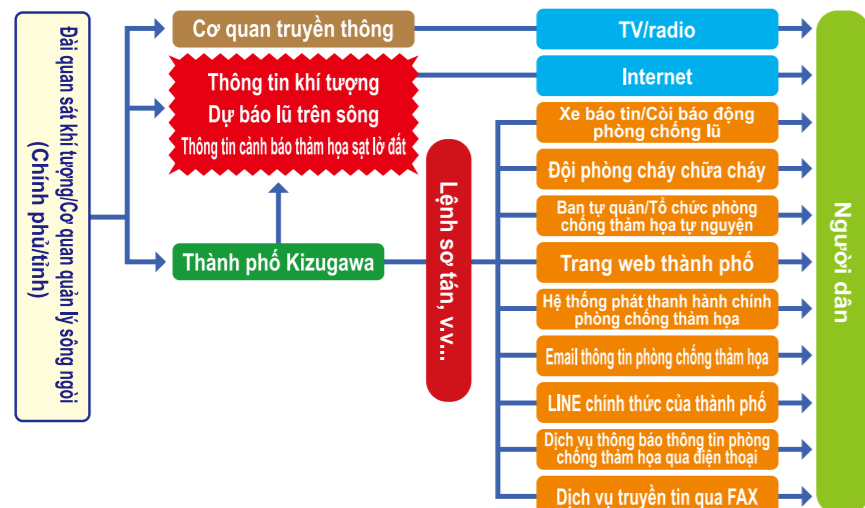 Đài quan sát khí tượng/Cơ quan quản lý sông ngòi
(Chính phủ/tỉnh)
Cơ quan truyền thông
Thông tin khí tượng
Dự báo lũ trên sông
Thông tin cảnh báo thảm họa sạt lở đất
Thành phố Kizugawa
Lệnh sơ tán, v.v...
TV/radio
Internet
Xe báo tin/Còi báo động
phòng chống lũ
Đội phòng cháy chữa cháy
Ban tự quản/Tổ chức phòng
chống thảm họa tự nguyện
Trang web thành phố
Hệ thống phát thanh hành chính
phòng chống thảm họa
Email thông tin phòng chống thảm họa
LINE chính thức của thành phố
Dịch vụ thông báo thông tin phòng
chống thảm họa qua điện thoại
Dịch vụ truyền tin qua FAX
Người dân